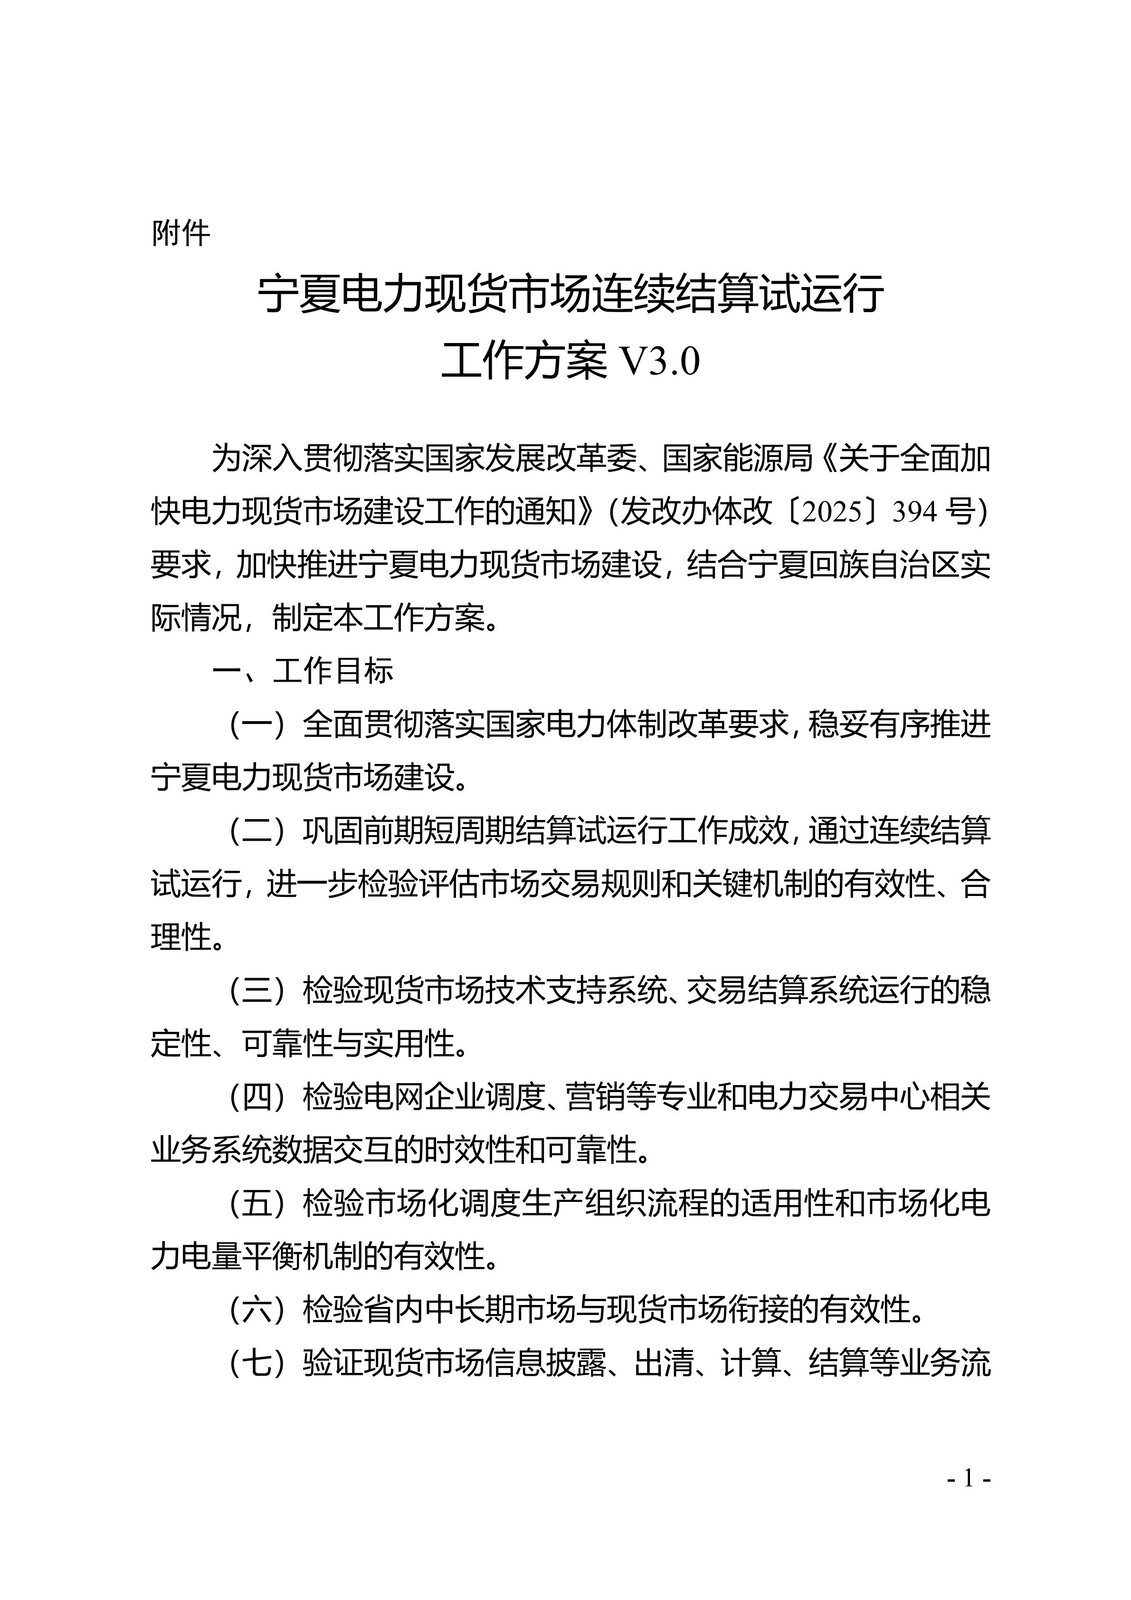 附件
宁夏电力现货市场连续结算试运行
工作方案 V3.0
为深入贯彻落实国家发展改革委、国家能源局《关于全面加
快电力现货市场建设工作的通知》（发改办体改〔2025〕394 号）
要求，加快推进宁夏电力现货市场建设，结合宁夏回族自治区实
际情况，制定本工作方案。
一、工作目标
（一）全面贯彻落实国家电力体制改革要求，稳妥有序推进
宁夏电力现货市场建设。
（二）巩固前期短周期结算试运行工作成效，通过连续结算
试运行，进一步检验评估市场交易规则和关键机制的有效性、合
理性。
（三）检验现货市场技术支持系统、交易结算系统运行的稳
定性、可靠性与实用性。
（四）检验电网企业调度、营销等专业和电力交易中心相关
业务系统数据交互的时效性和可靠性。
（五）检验市场化调度生产组织流程的适用性和市场化电
力电量平衡机制的有效性。
（六）检验省内中长期市场与现货市场衔接的有效性。
（七）验证现货市场信息披露、出清、计算、结算等业务流
- 1 -